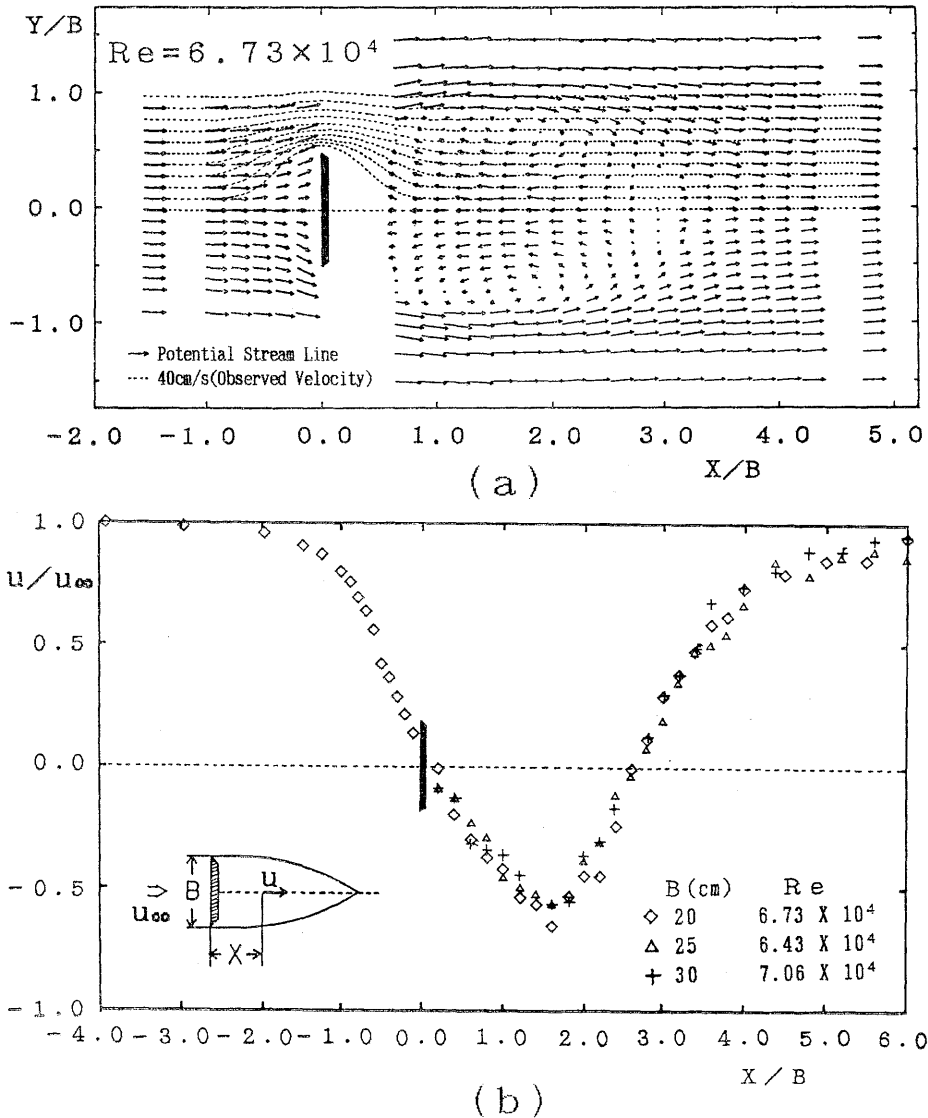 Y/B
Re=6.73×10⁴
1.0
0.0
-1.0
→ Potential Stream Line
---- 40cm/s(Observed Velocity)
-2.0 -1.0 0.0 1.0 2.0 3.0 4.0 5.0
X/B
(a)
1.0
u/u∞
0.5
0.0
-0.5
-1.0
B
u
u∞
X
B(cm) Re
◇ 20 6.73 X 10⁴
△ 25 6.43 X 10⁴
+ 30 7.06 X 10⁴
-4.0 -3.0 -2.0 -1.0 0.0 1.0 2.0 3.0 4.0 5.0 6.0
X/B
(b)